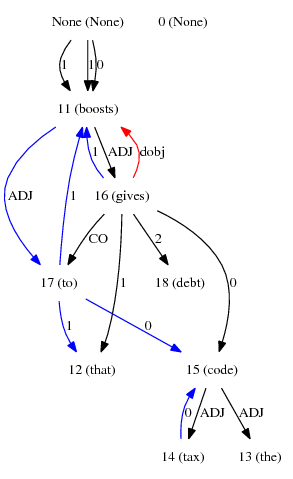 None (None) 0 (None)
1 1 0
11 (boosts)
1 ADJ dobj
ADJ 1 16 (gives)
CO 2
17 (to) 1 18 (debt) 0
1 0
12 (that) 15 (code)
0 ADJ ADJ
14 (tax) 13 (the)